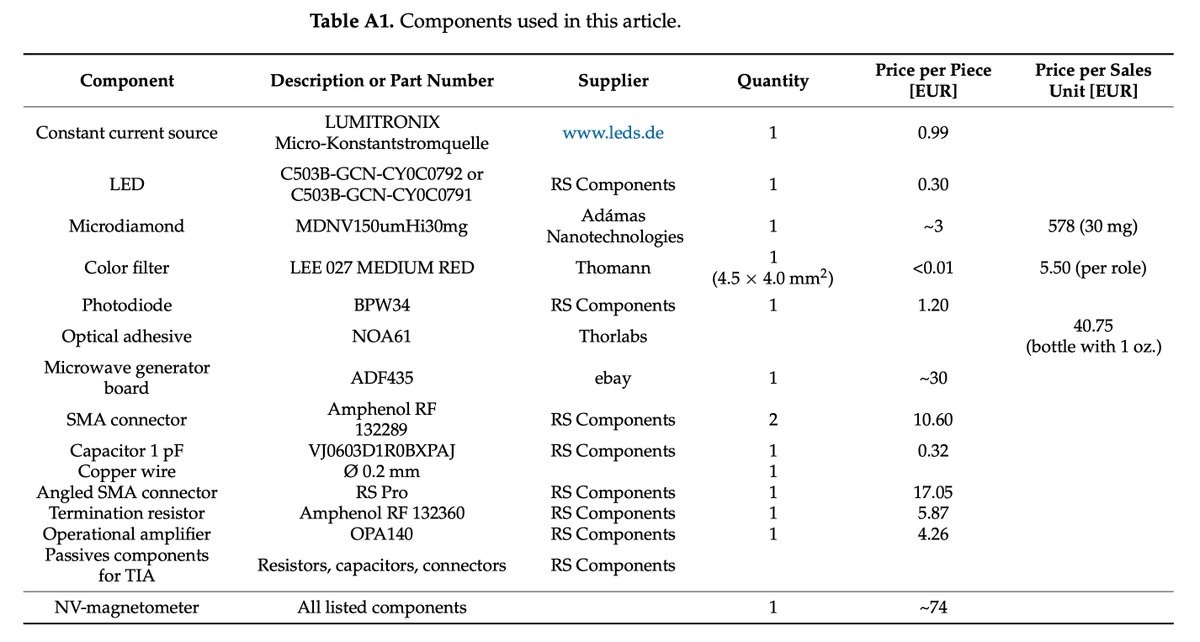 Table A1. Components used in this article.
Component Description or Part Number Supplier Quantity Price per Piece [EUR] Price per Sales Unit [EUR]
Constant current source LUMITRONIX Micro-Konstantstromquelle www.leds.de 1 0.99
LED C503B-GCN-CY0C0792 or C503B-GCN-CY0C0791 RS Components 1 0.30
Microdiamond MDNV150umHi30mg Adámas Nanotechnologies 1 ~3 578 (30 mg)
Color filter LEE 027 MEDIUM RED Thomann 1 (4.5 × 4.0 mm²) <0.01 5.50 (per role)
Photodiode BPW34 RS Components 1 1.20
Optical adhesive NOA61 Thorlabs 40.75 (bottle with 1 oz.)
Microwave generator board ADF435 ebay 1 ~30
SMA connector Amphenol RF 132289 RS Components 2 10.60
Capacitor 1 pF VJ0603D1R0BXPAJ RS Components 1 0.32
Copper wire Ø 0.2 mm 1
Angled SMA connector RS Pro RS Components 1 17.05
Termination resistor Amphenol RF 132360 RS Components 1 5.87
Operational amplifier OPA140 RS Components 1 4.26
Passives components for TIA Resistors, capacitors, connectors RS Components
NV-magnetometer All listed components 1 ~74